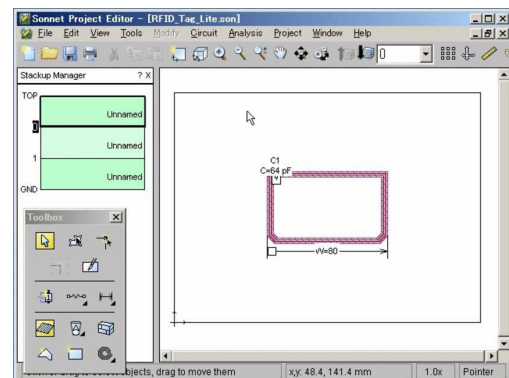 Sonnet Project Editor - [RFID_Tag_Lite.son]
File Edit View Tools Modify Circuit Analysis Project Window Help
0
Stackup Manager ? X
TOP
Unnamed
0
Unnamed
1
Unnamed
GND
Toolbox
C1
C=64 pF
W=80
objects, drag to move them
x,y: 48.4, 141.4 mm
1.0x
Pointer